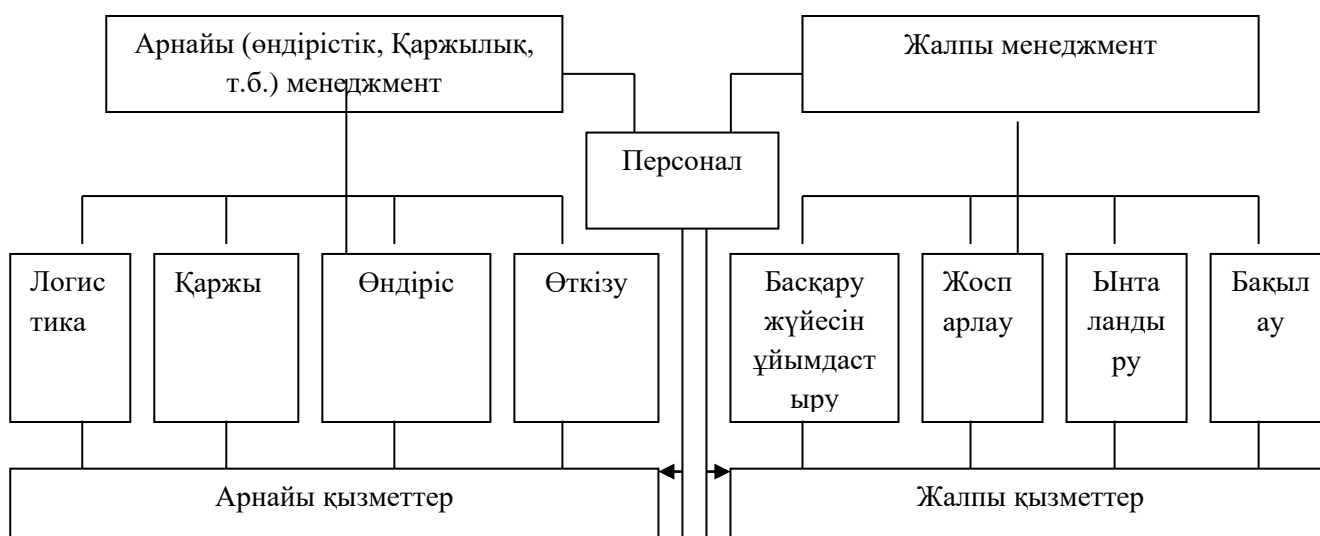 Арнайы (өндірістік, Қаржылық,
т.б.) менеджмент
Жалпы менеджмент
Персонал
Логис
тика
Қаржы
Өндіріс
Өткізу
Басқару
жүйесін
ұйымдаст
ыру
Жосп
арлау
Ынта
ланды
ру
Бақыл
ау
Арнайы қызметтер
Жалпы қызметтер